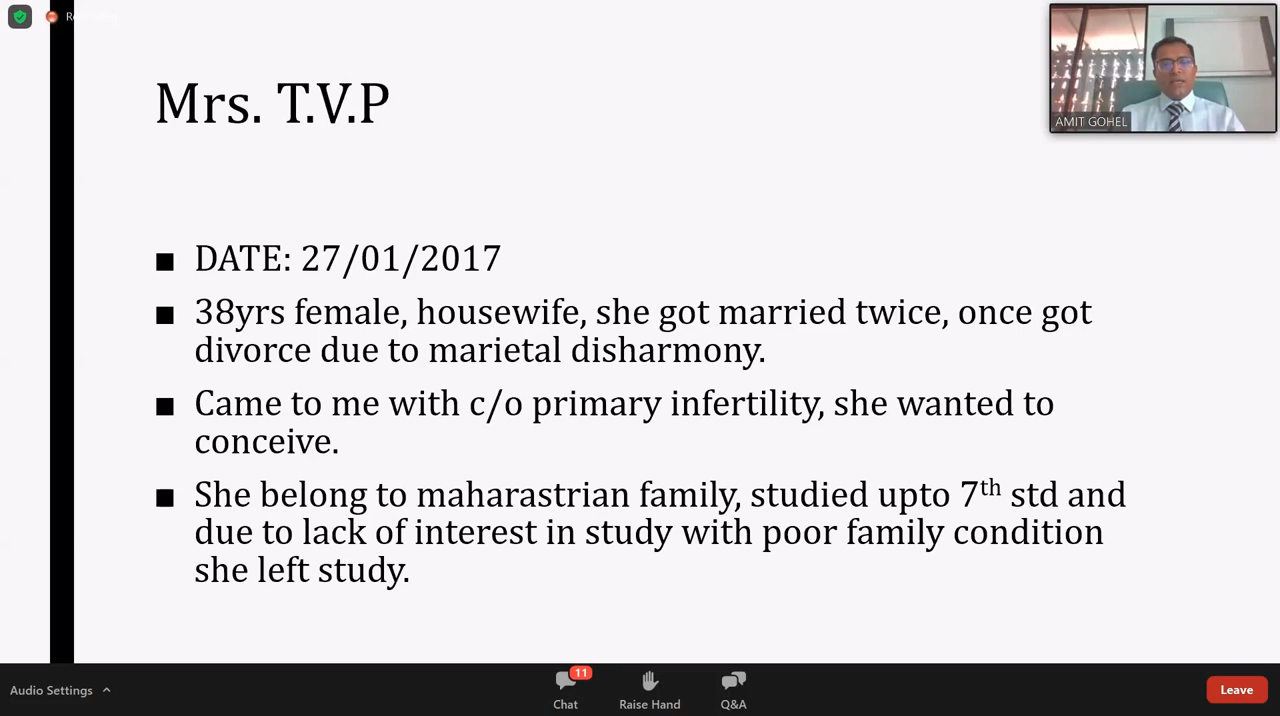 Mrs. T.V.P
AMIT GOHEL
■ DATE: 27/01/2017
■ 38yrs female, housewife, she got married twice, once got
divorce due to marietal disharmony.
■ Came to me with c/o primary infertility, she wanted to
conceive.
■ She belong to maharastrian family, studied upto 7th std and
due to lack of interest in study with poor family condition
she left study.
Audio Settings
11
Chat
Raise Hand
Q&A
Leave